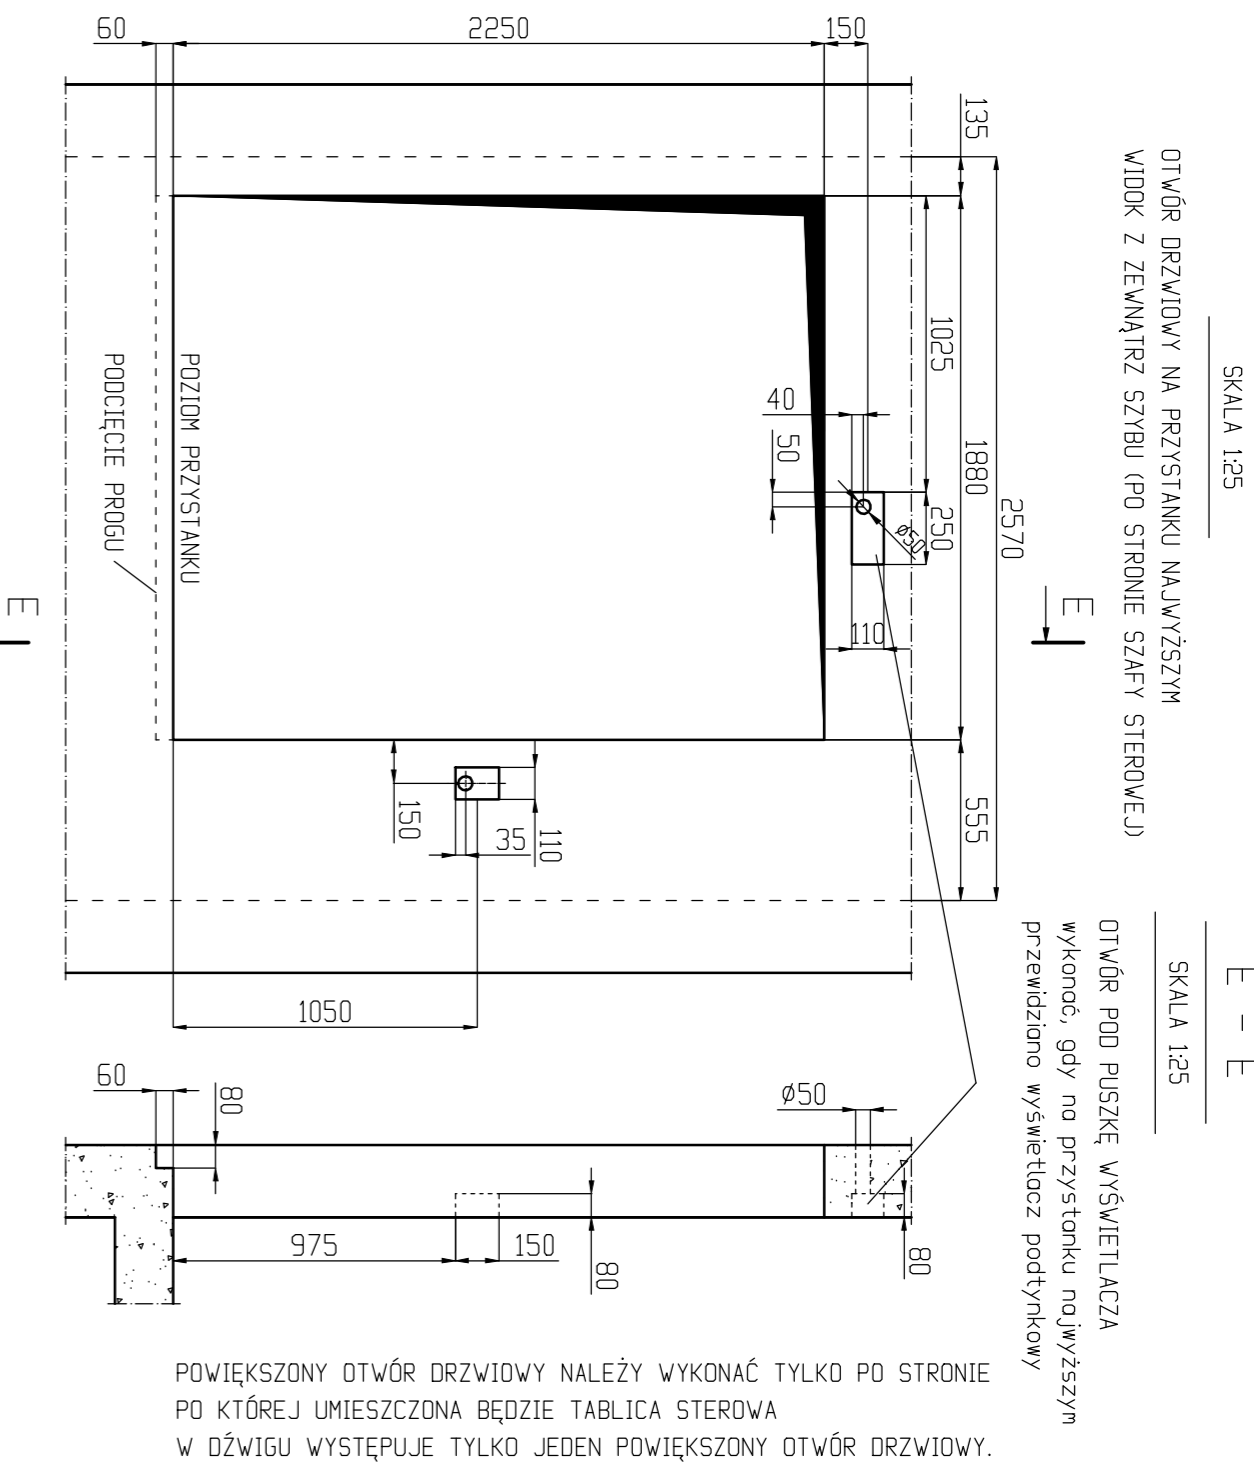 SKALA 1:25
OTWÓR DRZWIOWY NA PRZYSTANKU NAJWYŻSZYM
WIDOK Z ZEWNĄTRZ SZYBU (PO STRONIE SZAFY STEROWEJ)
60
2250
150
135
1025
1880
2570
250
40
50
ø50
110
555
POZIOM PRZYSTANKU
PODCIĘCIE PROGU
E
E
150
35
110
1050
E - E
SKALA 1:25
OTWÓR POD PUSZKĘ WYŚWIETLACZA
wykonać, gdy na przystanku najwyższym
przewidziano wyświetlacz podtynkowy
60
80
ø50
975
150
80
80
POWIĘKSZONY OTWÓR DRZWIOWY NALEŻY WYKONAĆ TYLKO PO STRONIE
PO KTÓREJ UMIESZCZONA BĘDZIE TABLICA STEROWA
W DŹWIGU WYSTĘPUJE TYLKO JEDEN POWIĘKSZONY OTWÓR DRZWIOWY.